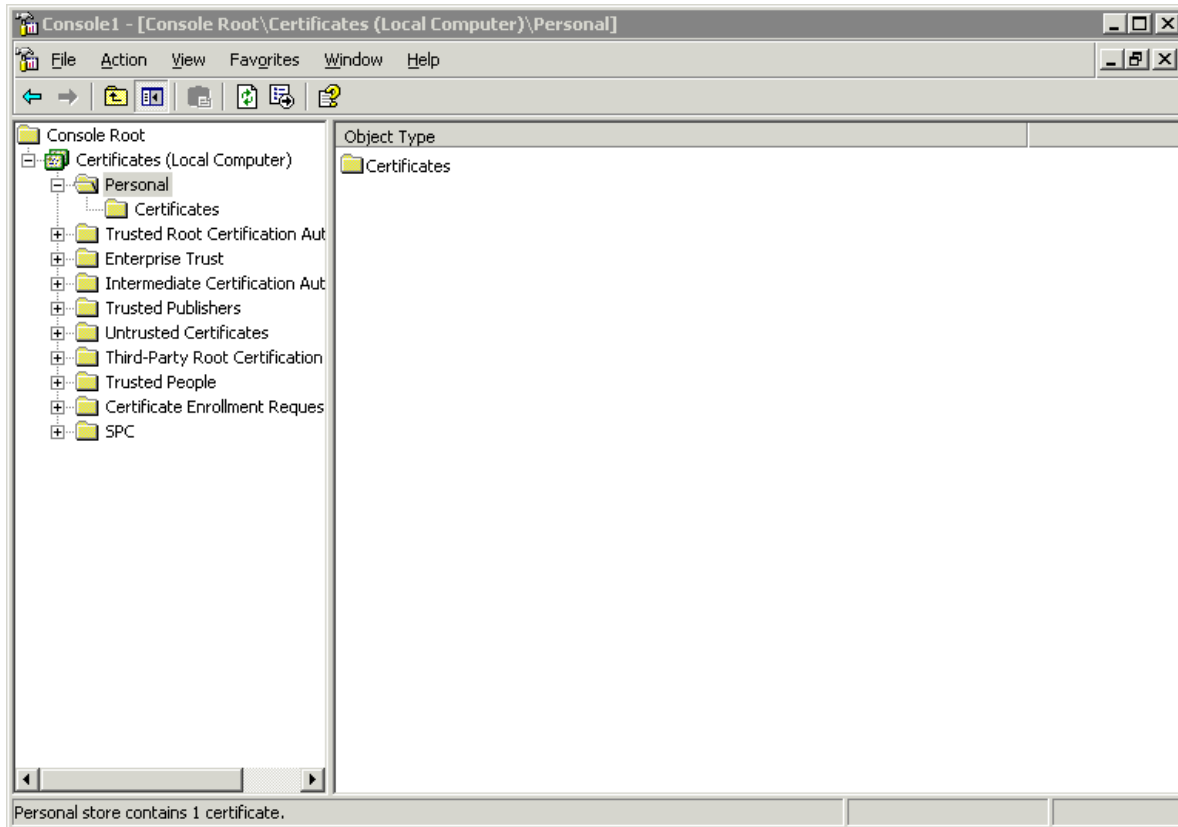 Console1 - [Console Root\Certificates (Local Computer)\Personal]
File Action View Favorites Window Help
Console Root
Certificates (Local Computer)
Personal
Certificates
Trusted Root Certification Aut
Enterprise Trust
Intermediate Certification Aut
Trusted Publishers
Untrusted Certificates
Third-Party Root Certification
Trusted People
Certificate Enrollment Reques
SPC
Object Type
Certificates
Personal store contains 1 certificate.